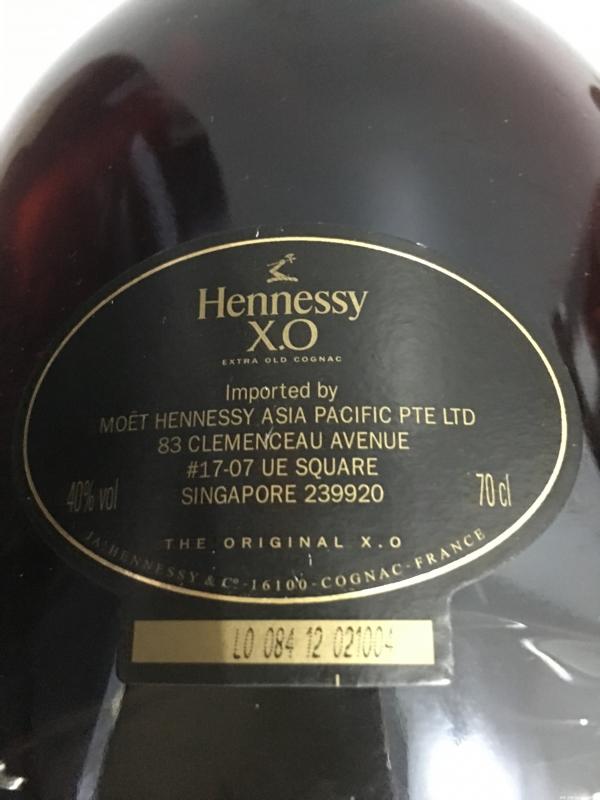 Hennessy
X.O
EXTRA OLD COGNAC
Imported by
MOËT HENNESSY ASIA PACIFIC PTE LTD
83 CLEMENCEAU AVENUE
#17-07 UE SQUARE
40% vol SINGAPORE 239920 70 cl
THE ORIGINAL X.O
JAs HENNESSY & Co - 16100 - COGNAC - FRANCE
L0 084 12 021004